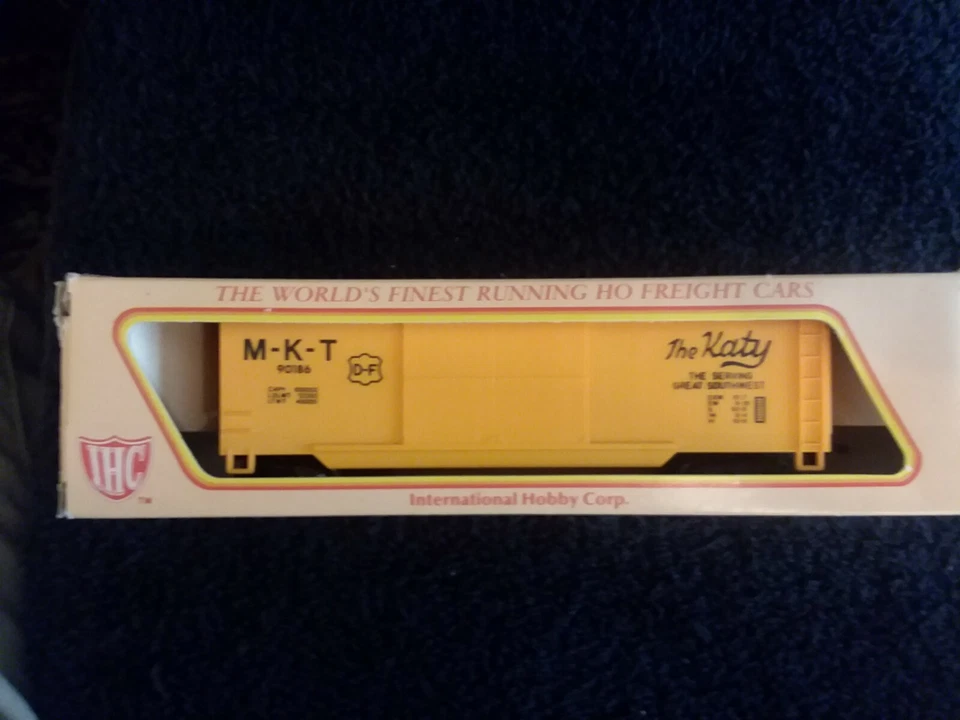 THE WORLD'S FINEST RUNNING HO FREIGHT CARS
M-K-T
90186
D-F
The Katy
THE SERVING
GREAT SOUTHWEST
IHC
TM
International Hobby Corp.